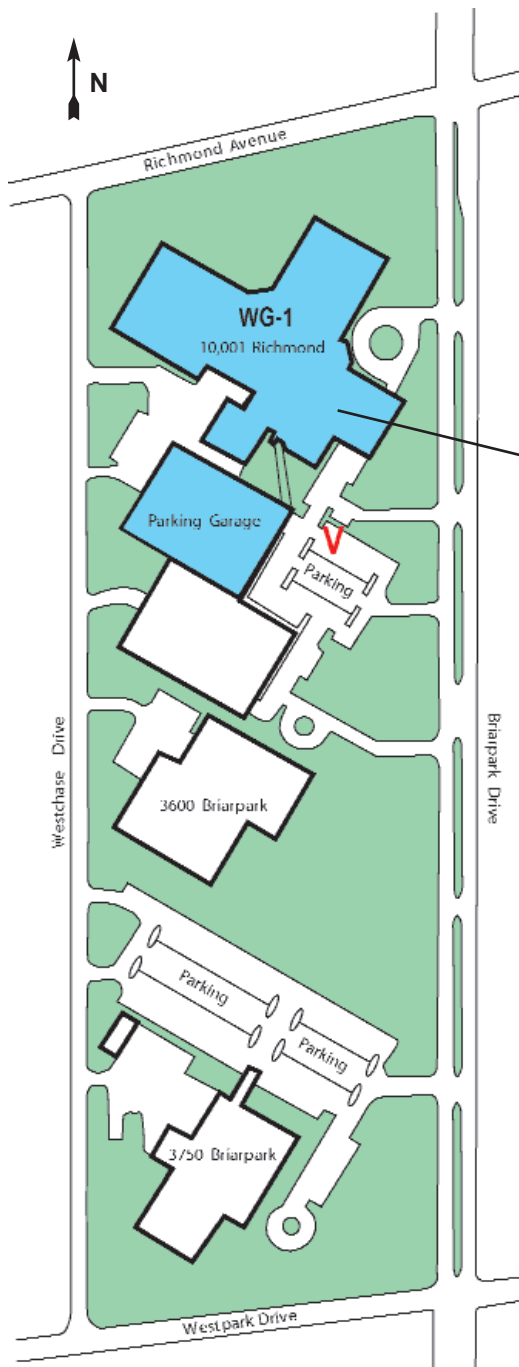 N
Richmond Avenue
WG-1
10,001 Richmond
Parking Garage
V
Parking
Westchase Drive
Briarpark Drive
3600 Briarpark
Parking
Parking
3750 Briarpark
Westpark Drive